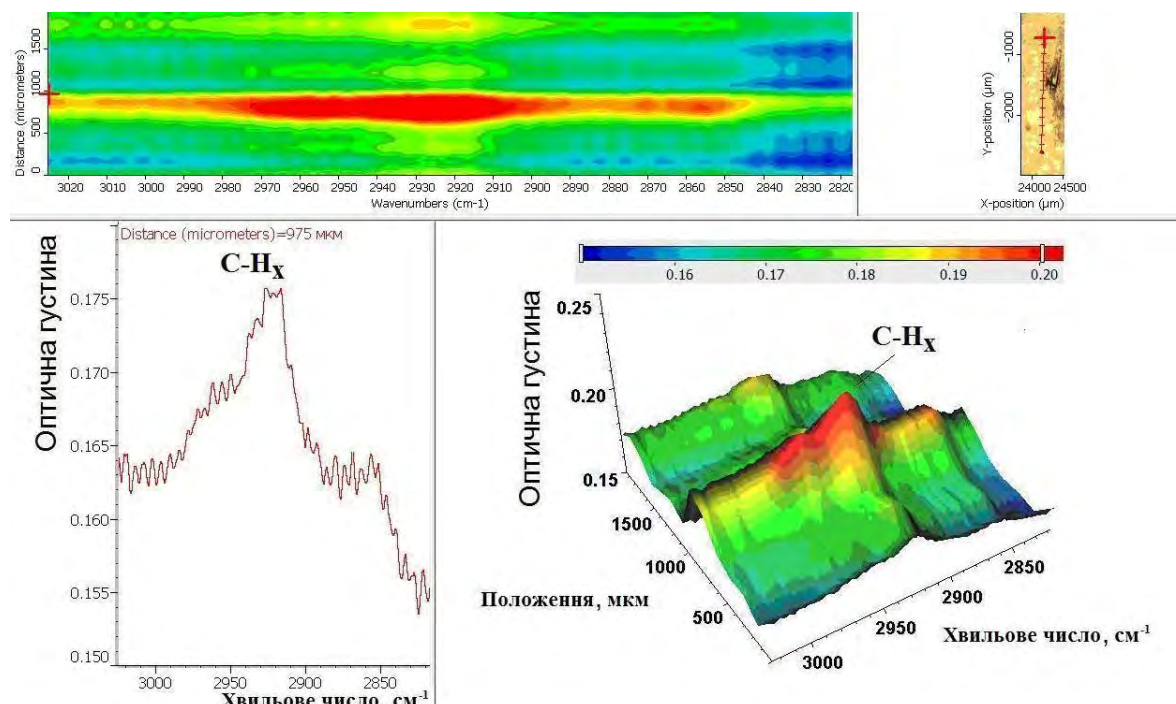 Distance (micrometers)
1500
1000
500
0
3020 3010 3000 2990 2980 2970 2960 2950 2940 2930 2920 2910 2900 2890 2880 2870 2860 2850 2840 2830 2820
Wavenumbers (cm-1)
Y-position (µm)
-1000
-2000
24000 24500
X-position (µm)
Distance (micrometers)=975 мкм
C-Hx
Оптична густина
0.175
0.170
0.165
0.160
0.155
0.150
3000 2950 2900 2850
Хвильове число, см-1
0.16 0.17 0.18 0.19 0.20
Оптична густина
0.25
0.20
0.15
C-Hx
1500
1000
500
Положення, мкм
3000
2950
2900
2850
Хвильове число, см-1